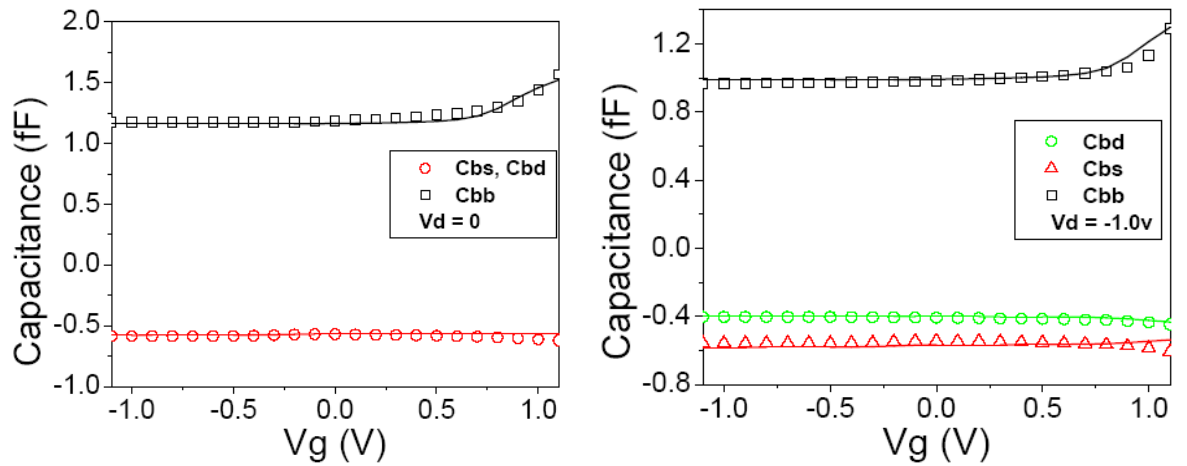 Capacitance (fF)
2.0
1.5
1.0
0.5
0.0
-0.5
-1.0
Cbs, Cbd
Cbb
Vd = 0
-1.0 -0.5 0.0 0.5 1.0
Vg (V)
Capacitance (fF)
1.2
0.8
0.4
0.0
-0.4
-0.8
Cbd
Cbs
Cbb
Vd = -1.0v
-1.0 -0.5 0.0 0.5 1.0
Vg (V)